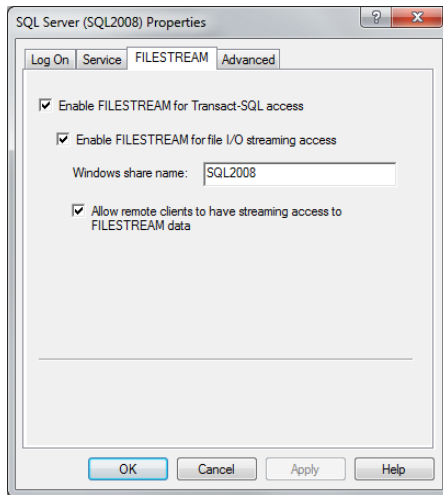 SQL Server (SQL2008) Properties
Log On Service FILESTREAM Advanced
Enable FILESTREAM for Transact-SQL access
Enable FILESTREAM for file I/O streaming access
Windows share name: SQL2008
Allow remote clients to have streaming access to
FILESTREAM data
OK Cancel Apply Help